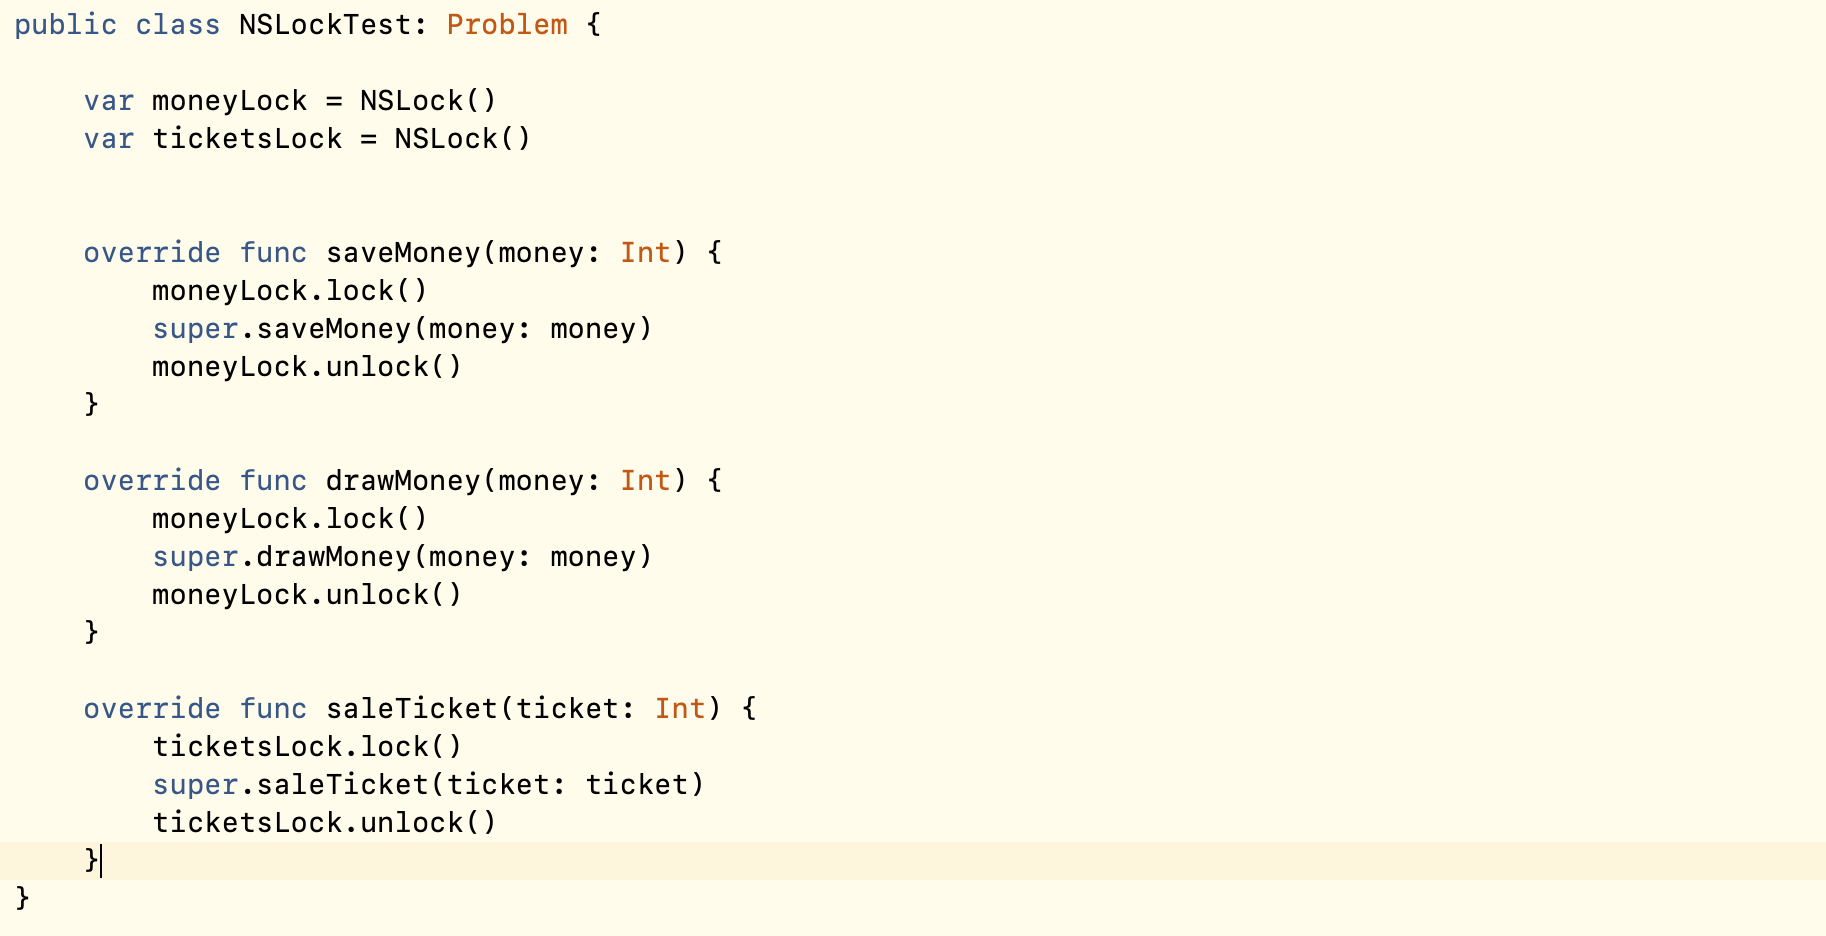 public class NSLockTest: Problem {
var moneyLock = NSLock()
var ticketsLock = NSLock()
override func saveMoney(money: Int) {
moneyLock.lock()
super.saveMoney(money: money)
moneyLock.unlock()
}
override func drawMoney(money: Int) {
moneyLock.lock()
super.drawMoney(money: money)
moneyLock.unlock()
}
override func saleTicket(ticket: Int) {
ticketsLock.lock()
super.saleTicket(ticket: ticket)
ticketsLock.unlock()
}
}